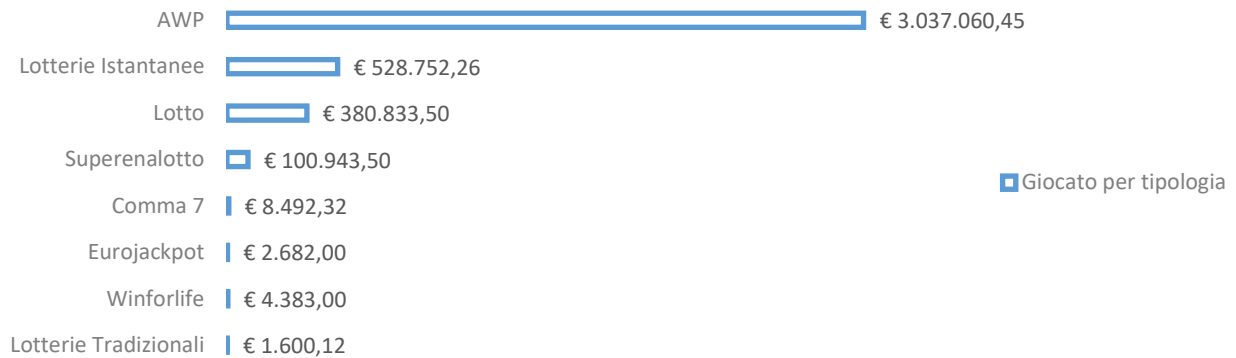 AWP € 3.037.060,45
Lotterie Istantanee € 528.752,26
Lotto € 380.833,50
Superenalotto € 100.943,50
Giocato per tipologia
Comma 7 € 8.492,32
Eurojackpot € 2.682,00
Winforlife € 4.383,00
Lotterie Tradizionali € 1.600,12